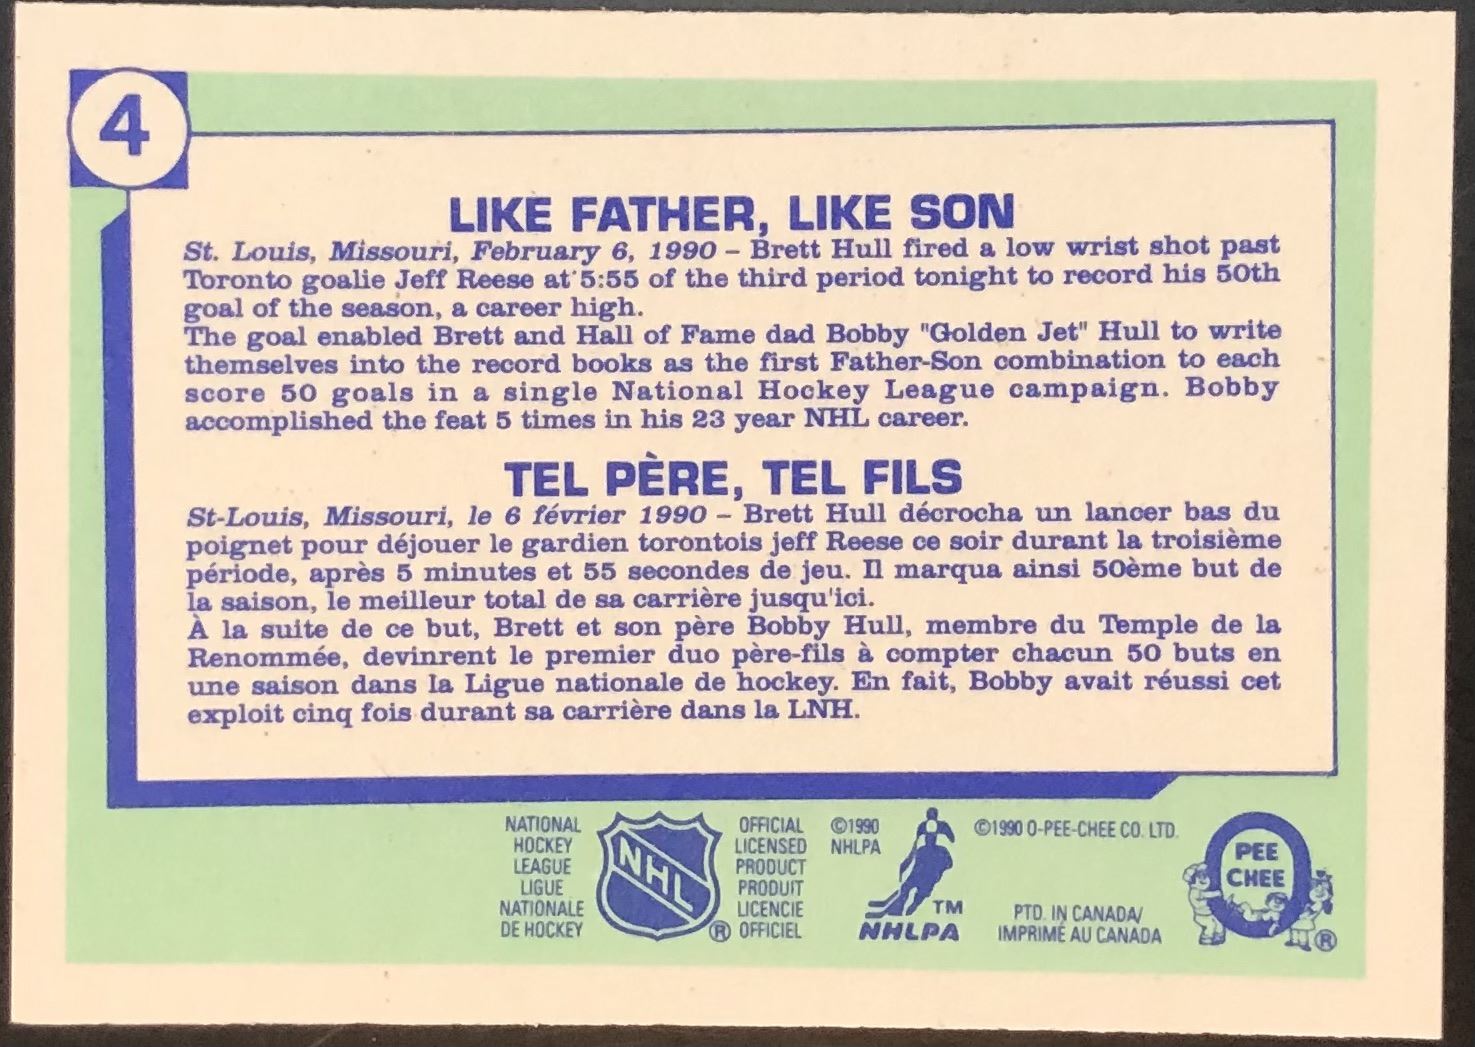 4
LIKE FATHER, LIKE SON
St. Louis, Missouri, February 6, 1990 – Brett Hull fired a low wrist shot past
Toronto goalie Jeff Reese at 5:55 of the third period tonight to record his 50th
goal of the season, a career high.
The goal enabled Brett and Hall of Fame dad Bobby "Golden Jet" Hull to write
themselves into the record books as the first Father-Son combination to each
score 50 goals in a single National Hockey League campaign. Bobby
accomplished the feat 5 times in his 23 year NHL career.
TEL PÈRE, TEL FILS
St-Louis, Missouri, le 6 février 1990 – Brett Hull décrocha un lancer bas du
poignet pour déjouer le gardien torontois jeff Reese ce soir durant la troisième
période, après 5 minutes et 55 secondes de jeu. Il marqua ainsi 50ème but de
la saison, le meilleur total de sa carrière jusqu'ici.
À la suite de ce but, Brett et son père Bobby Hull, membre du Temple de la
Renommée, devinrent le premier duo père-fils à compter chacun 50 buts en
une saison dans la Ligue nationale de hockey. En fait, Bobby avait réussi cet
exploit cinq fois durant sa carrière dans la LNH.
NATIONAL
HOCKEY
LEAGUE
LIGUE
NATIONALE
DE HOCKEY
NHL
®
OFFICIAL
LICENSED
PRODUCT
PRODUIT
LICENCIE
OFFICIEL
©1990
NHLPA
TM
NHLPA
©1990 O-PEE-CHEE CO. LTD.
PTD. IN CANADA/
IMPRIMÉ AU CANADA
O
PEE
CHEE
®